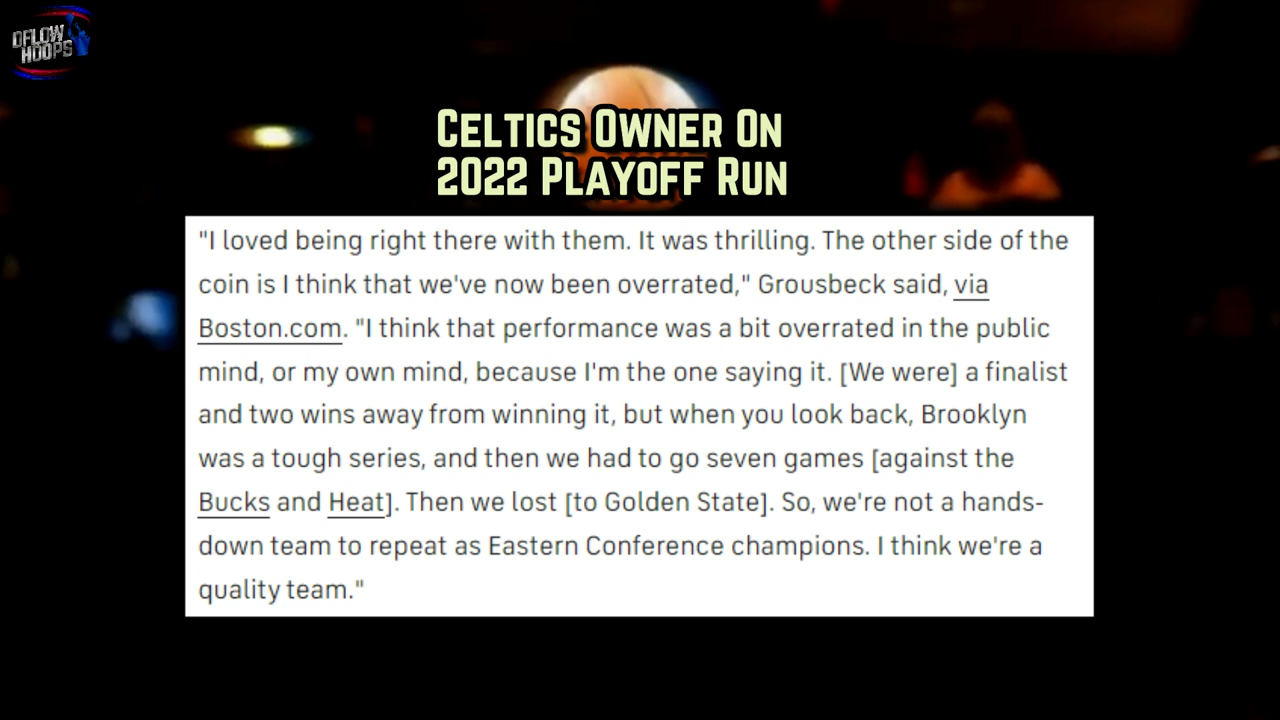 DFLOW
HOOPS
CELTICS OWNER ON
2022 PLAYOFF RUN
"I loved being right there with them. It was thrilling. The other side of the
coin is I think that we've now been overrated," Grousbeck said, via
Boston.com. "I think that performance was a bit overrated in the public
mind, or my own mind, because I'm the one saying it. [We were] a finalist
and two wins away from winning it, but when you look back, Brooklyn
was a tough series, and then we had to go seven games [against the
Bucks and Heat]. Then we lost [to Golden State]. So, we're not a hands-
down team to repeat as Eastern Conference champions. I think we're a
quality team."